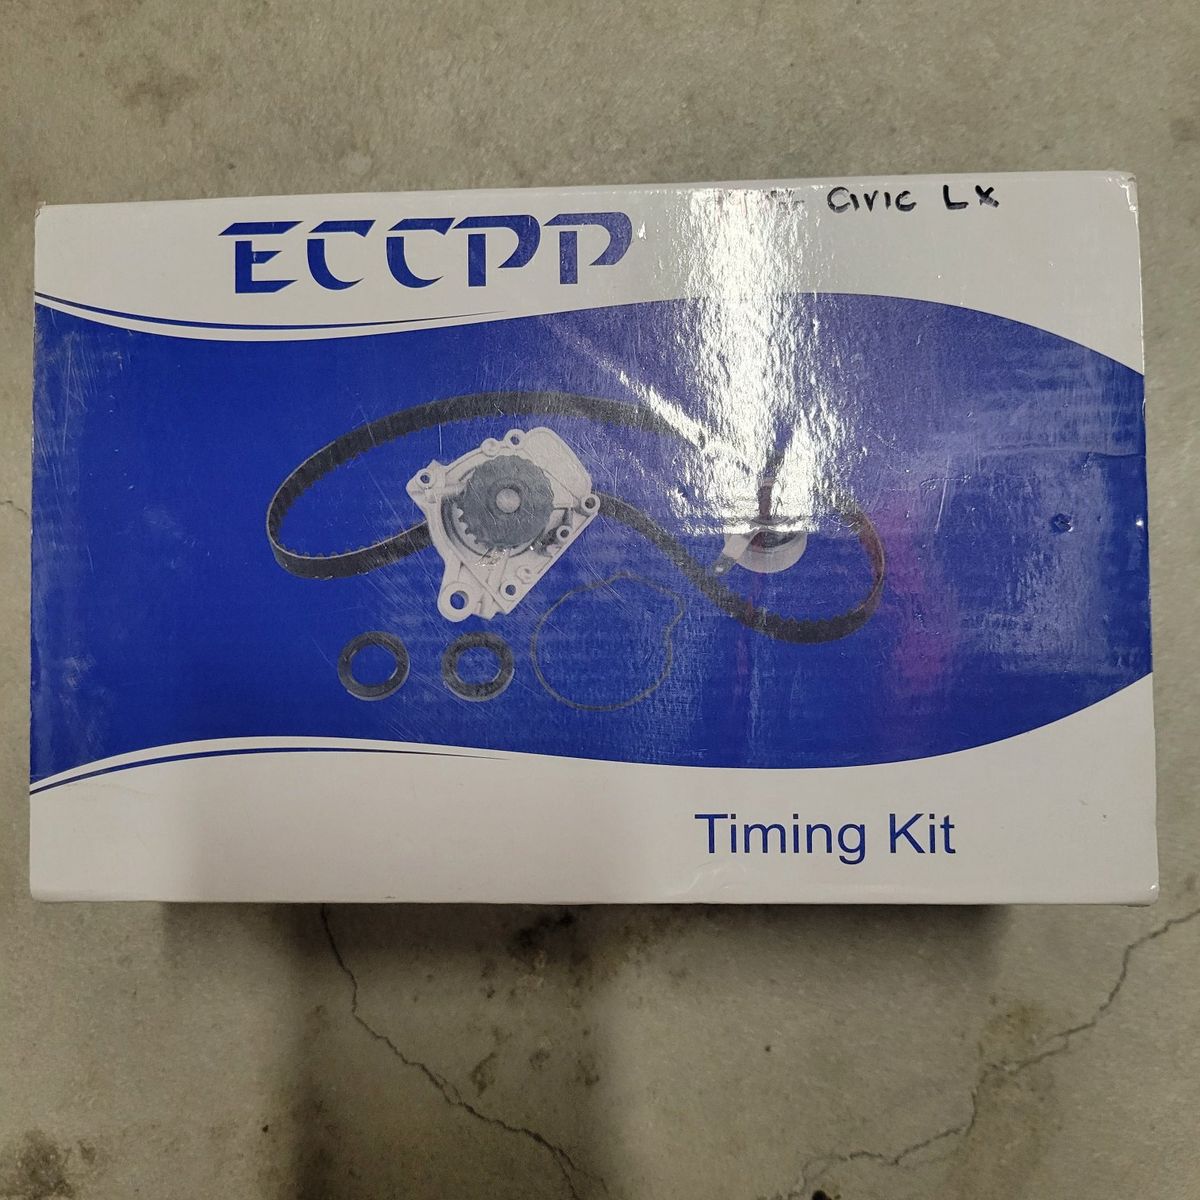 Civic LX
ECCPP
Timing Kit